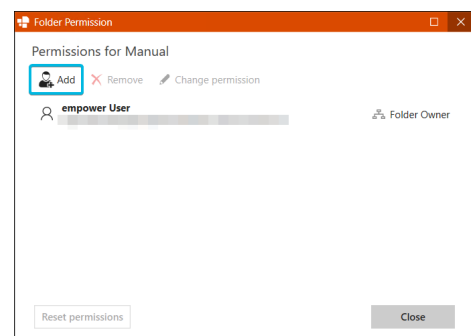 Folder Permission
Permissions for Manual
Add Remove Change permission
empower User
Folder Owner
Reset permissions Close